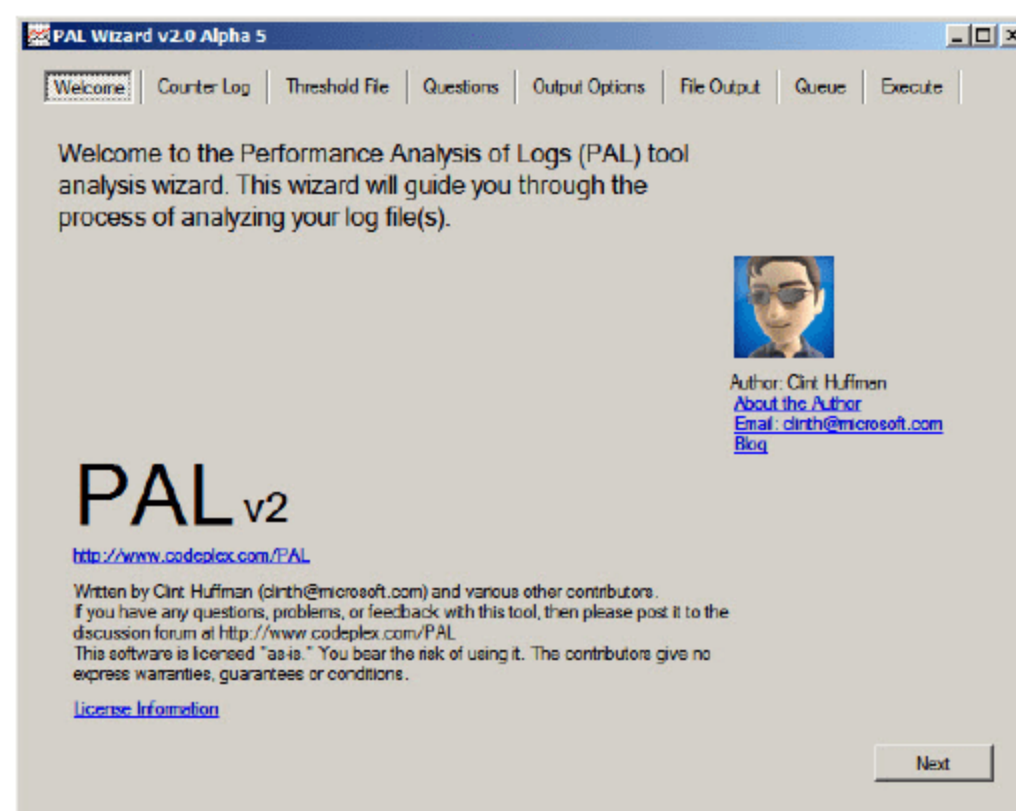 PAL Wizard v2.0 Alpha 5
Welcome Counter Log Threshold File Questions Output Options File Output Queue Execute
Welcome to the Performance Analysis of Logs (PAL) tool
analysis wizard. This wizard will guide you through the
process of analyzing your log file(s).
Author: Clint Huffman
About the Author
Email: clinth@microsoft.com
Blog
PAL v2
http://www.codeplex.com/PAL
Written by Clint Huffman (clinth@microsoft.com) and various other contributors.
If you have any questions, problems, or feedback with this tool, then please post it to the
discussion forum at http://www.codeplex.com/PAL
This software is licensed "as-is." You bear the risk of using it. The contributors give no
express warranties, guarantees or conditions.
License Information
Next